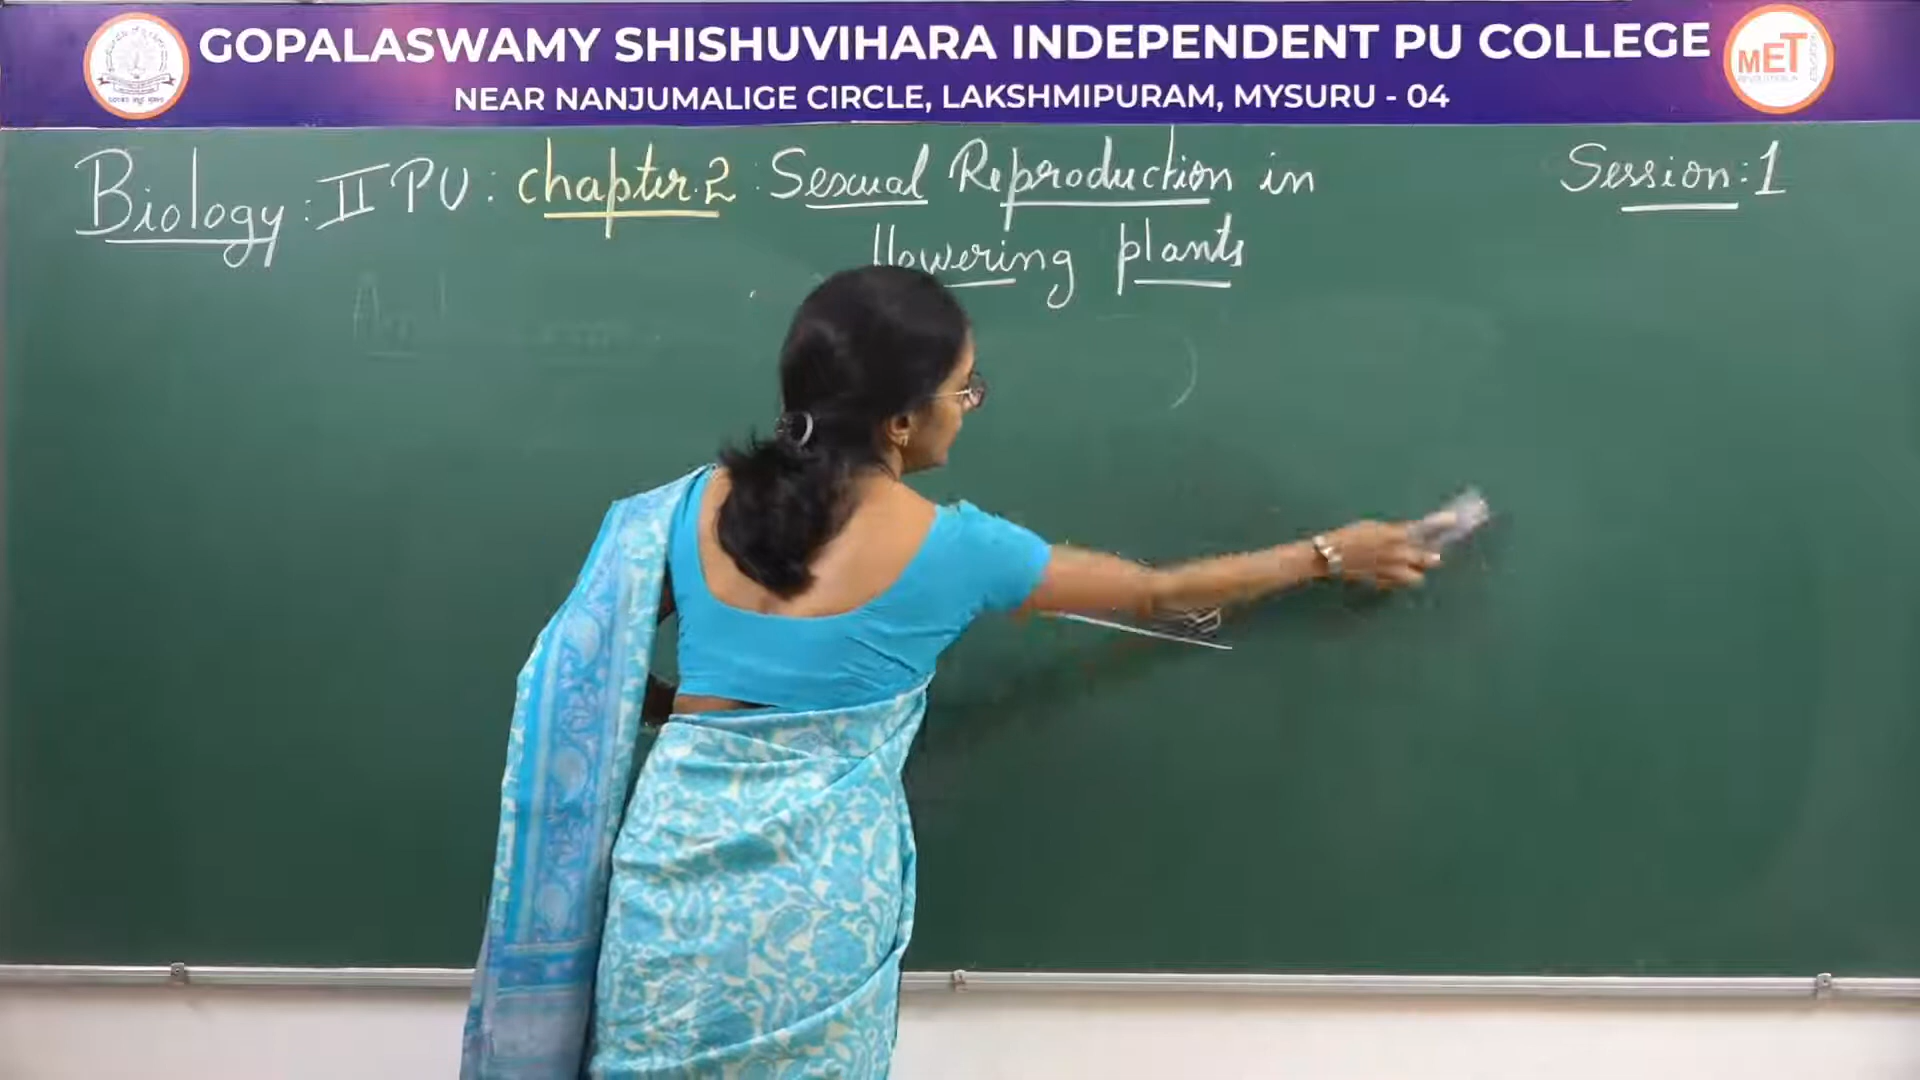 GOPALASWAMY SHISHUVIHARA INDEPENDENT PU COLLEGE
NEAR NANJUMALIGE CIRCLE, LAKSHMIPURAM, MYSURU - 04
MET
Biology: II PU: chapter.2: Sexual Reproduction in
flowering plants
Session: 1